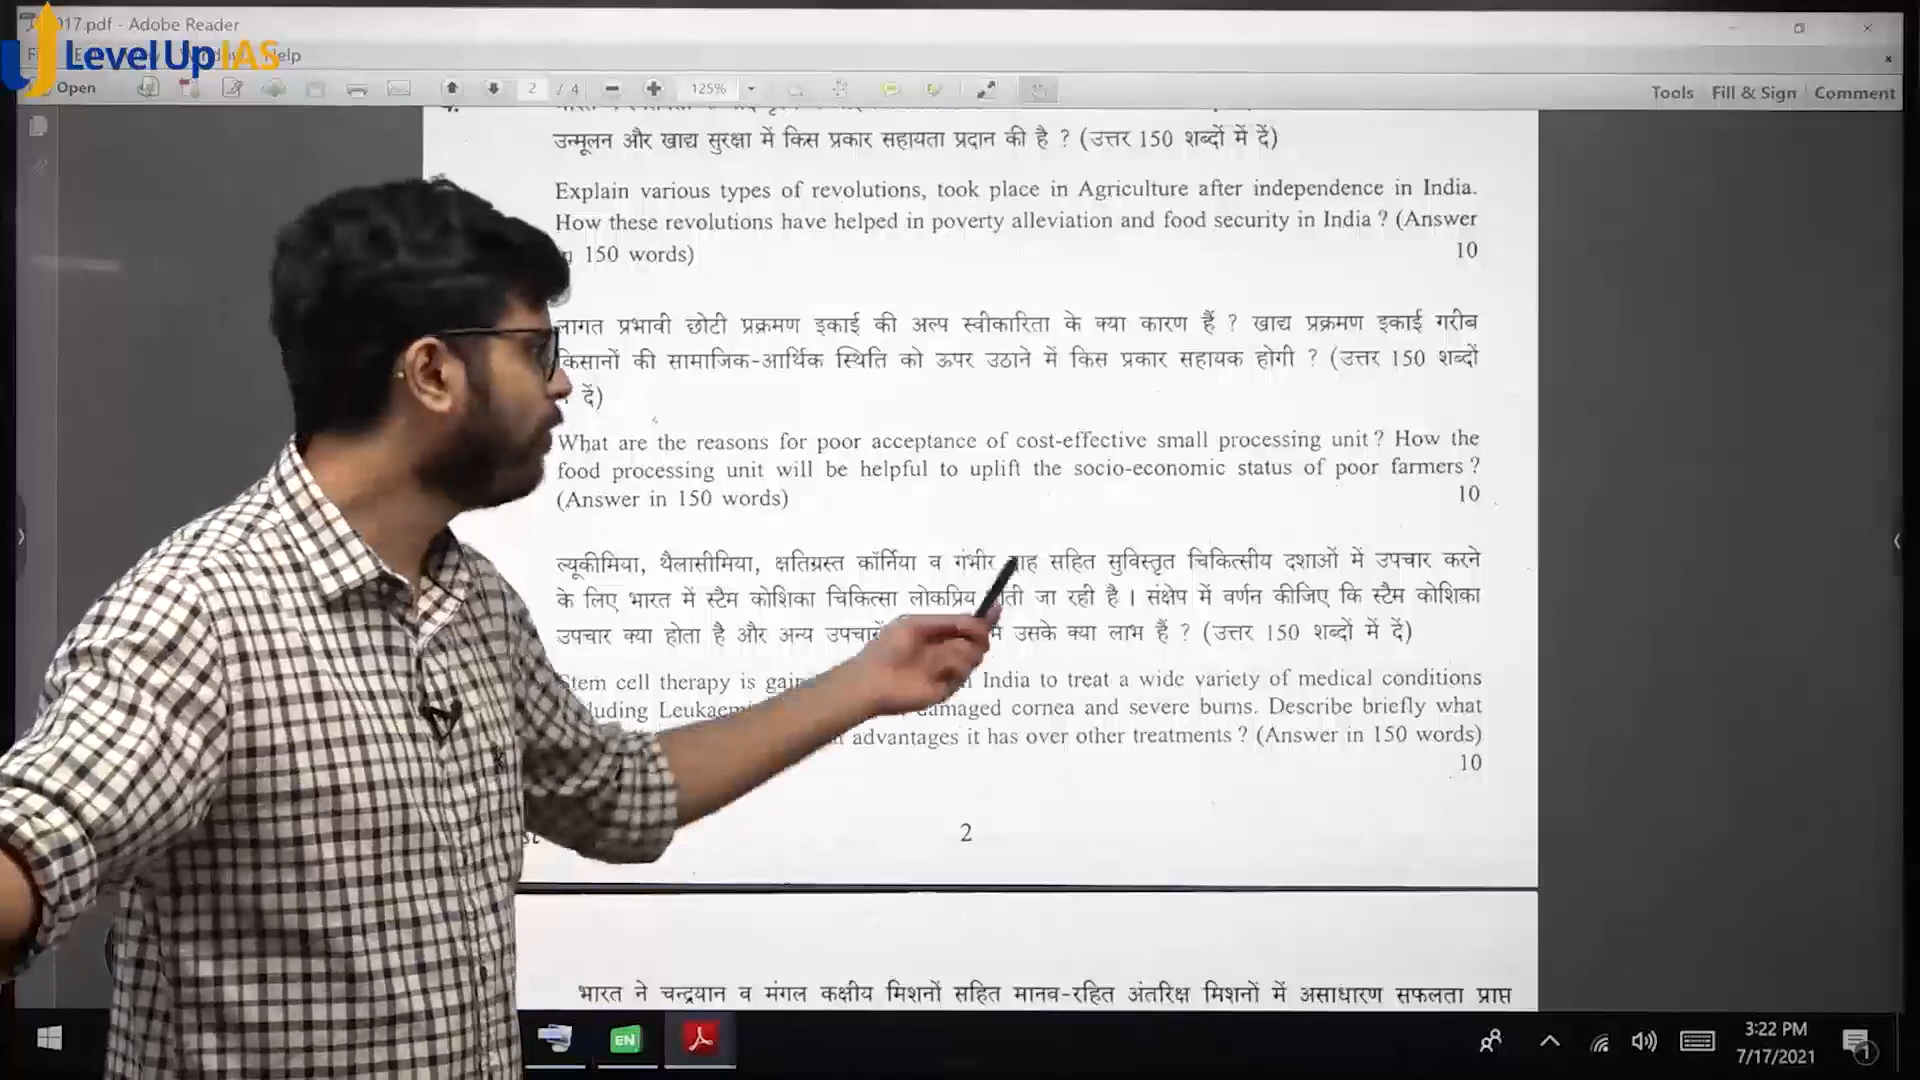 017.pdf - Adobe Reader
LevelUp IAS
Help
Open
2 / 4
125%
Tools Fill & Sign Comment
उन्मूलन और खाद्य सुरक्षा में किस प्रकार सहायता प्रदान की है ? (उत्तर 150 शब्दों में दें)
Explain various types of revolutions, took place in Agriculture after independence in India.
How these revolutions have helped in poverty alleviation and food security in India ? (Answer
150 words) 10
लागत प्रभावी छोटी प्रक्रमण इकाई की अल्प स्वीकारिता के क्या कारण हैं ? खाद्य प्रक्रमण इकाई गरीब
किसानों की सामाजिक-आर्थिक स्थिति को ऊपर उठाने में किस प्रकार सहायक होगी ? (उत्तर 150 शब्दों
दें)
What are the reasons for poor acceptance of cost-effective small processing unit ? How the
food processing unit will be helpful to uplift the socio-economic status of poor farmers ?
(Answer in 150 words) 10
ल्यूकीमिया, थैलासीमिया, क्षतिग्रस्त कॉर्निया व गंभीर सहित सुविस्तृत चिकित्सीय दशाओं में उपचार करने
के लिए भारत में स्टैम कोशिका चिकित्सा लोकप्रिय जा रही है । संक्षेप में वर्णन कीजिए कि स्टैम कोशिका
उपचार क्या होता है और अन्य उपचारों उसके क्या लाभ हैं ? (उत्तर 150 शब्दों में दें)
Stem cell therapy is India to treat a wide variety of medical conditions
damaged cornea and severe burns. Describe briefly what
advantages it has over other treatments ? (Answer in 150 words)
10
2
भारत ने चन्द्रयान व मंगल कक्षीय मिशनों सहित मानव-रहित अंतरिक्ष मिशनों में असाधारण सफलता प्राप्त
EN
3:22 PM
7/17/2021
1